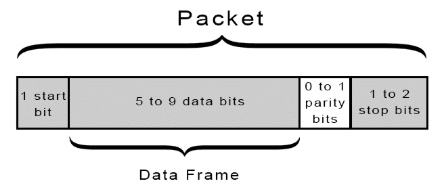 Packet
1 start
bit
5 to 9 data bits
0 to 1
parity
bits
1 to 2
stop bits
Data Frame